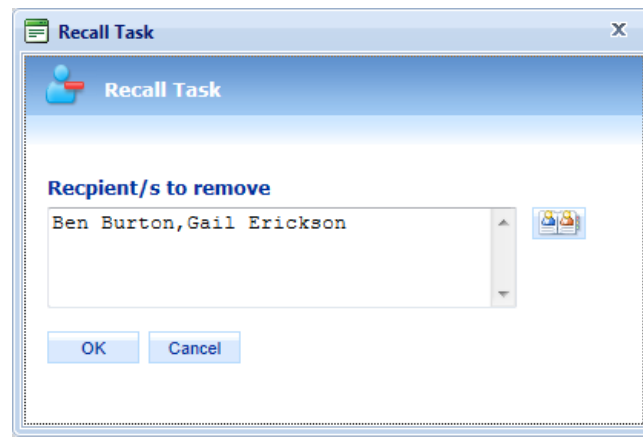 Recall Task
Recall Task
Recpient/s to remove
Ben Burton,Gail Erickson
OK Cancel